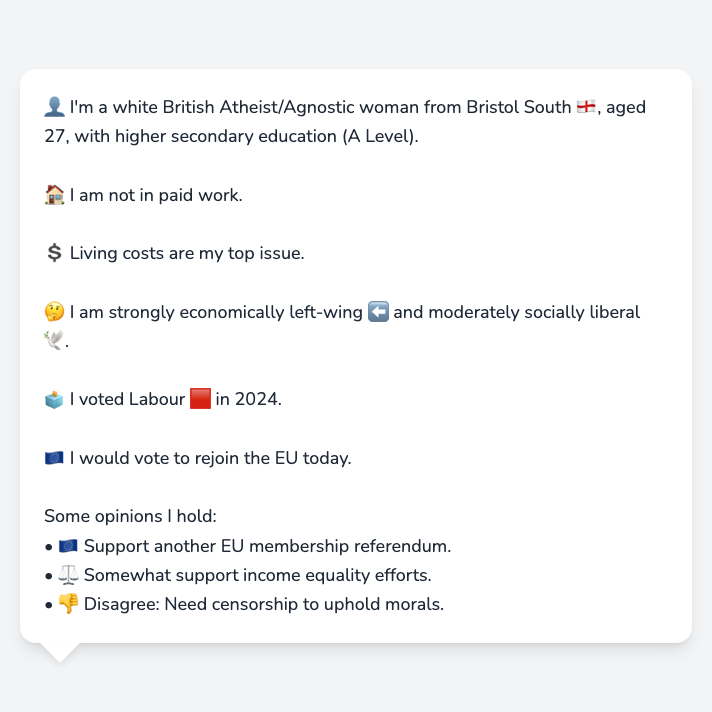 👤 I'm a white British Atheist/Agnostic woman from Bristol South 🏴󠁧󠁢󠁥󠁮󠁧󠁿, aged
27, with higher secondary education (A Level).
🏠 I am not in paid work.
💲 Living costs are my top issue.
🤔 I am strongly economically left-wing ⬅️ and moderately socially liberal
🕊️.
🗳️ I voted Labour 🟥 in 2024.
🇪🇺 I would vote to rejoin the EU today.
Some opinions I hold:
• 🇪🇺 Support another EU membership referendum.
• ⚖️ Somewhat support income equality efforts.
• 👎 Disagree: Need censorship to uphold morals.